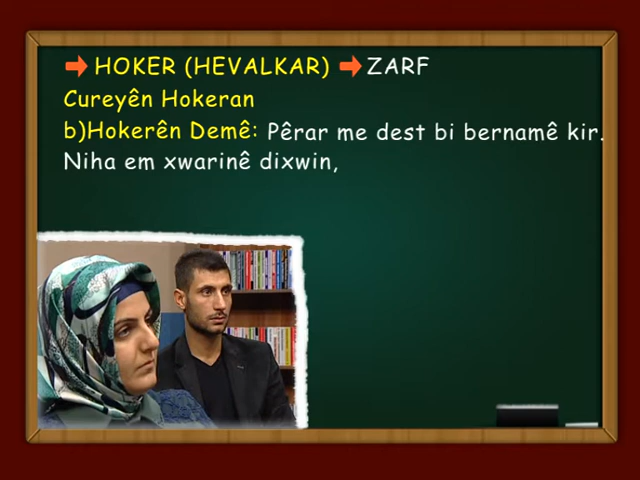 HOKER (HEVALKAR) ZARF
Cureyên Hokeran
b)Hokerên Demê: Pêrar me dest bi bernamê kir.
Niha em xwarinê dixwin,